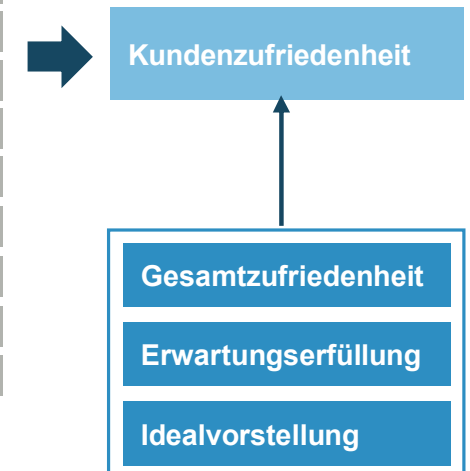 Kundenzufriedenheit
Gesamtzufriedenheit
Erwartungserfüllung
Idealvorstellung